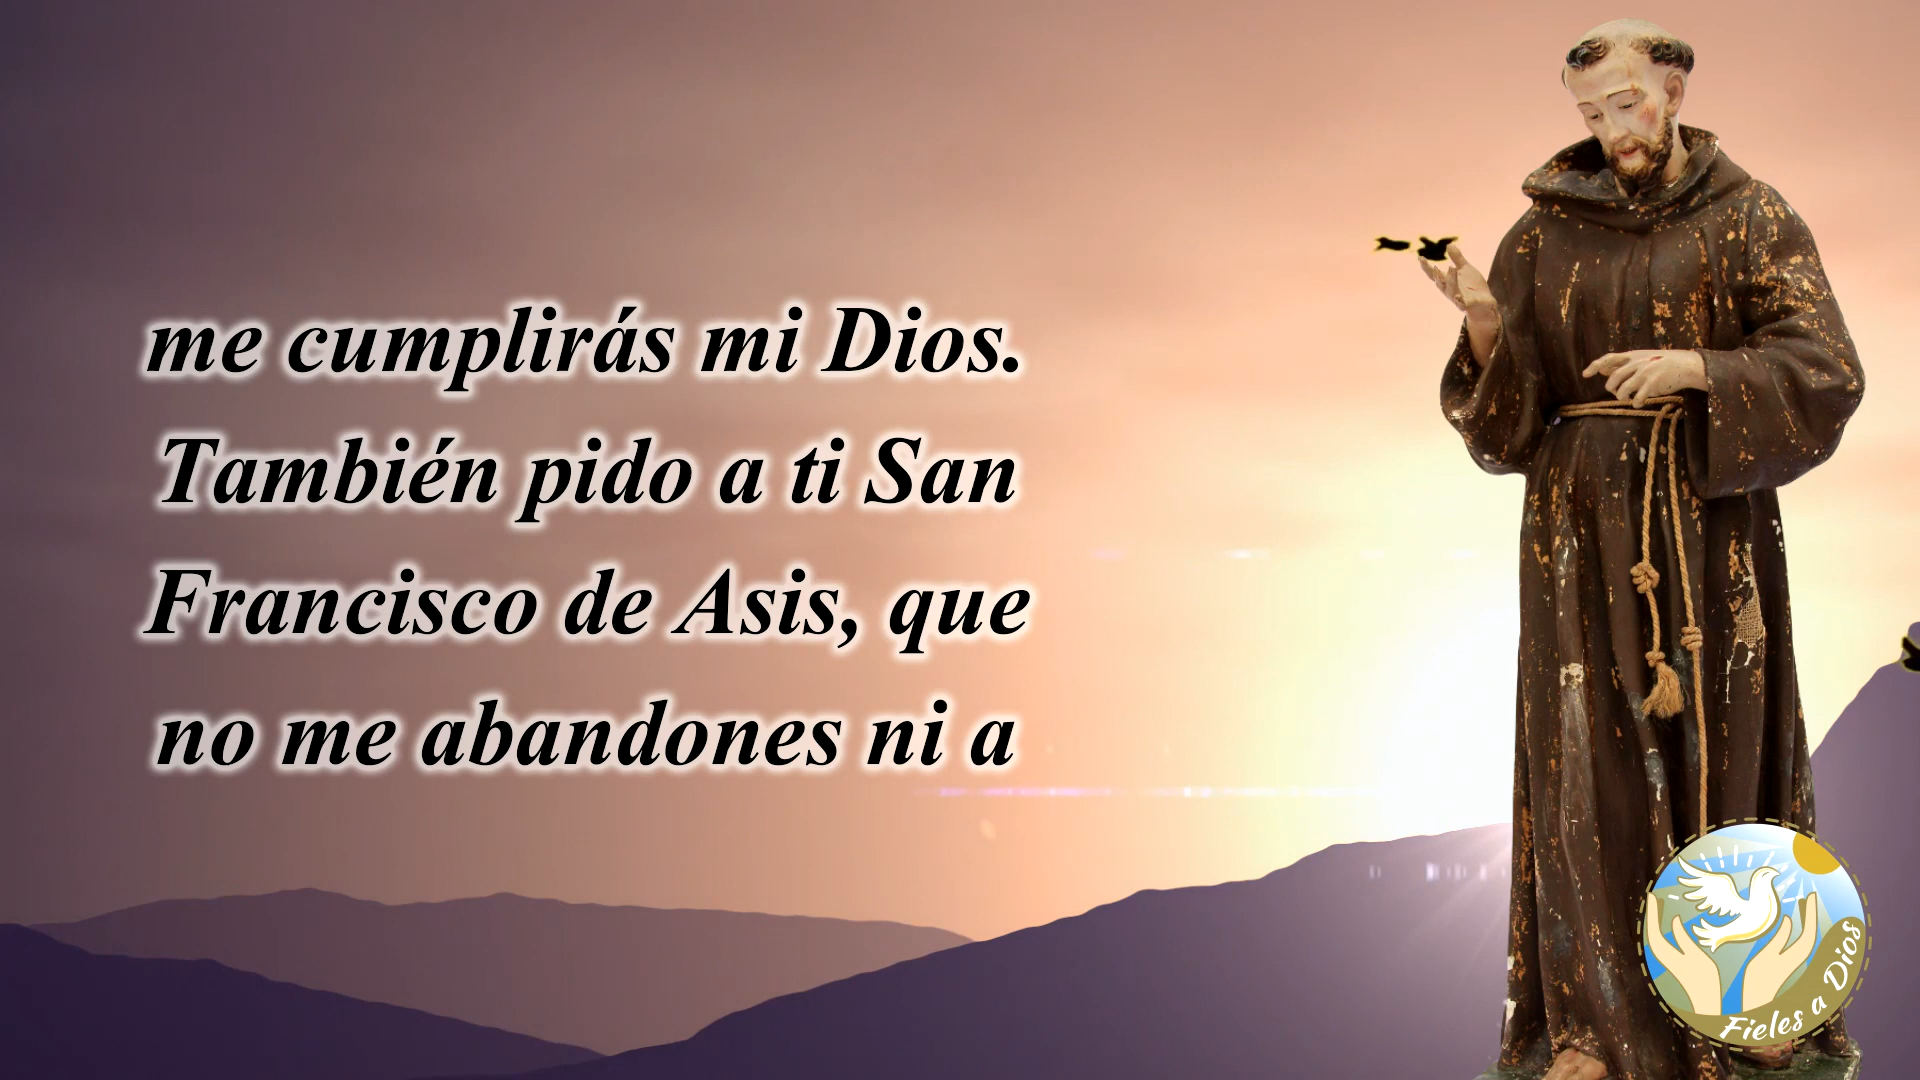 me cumplirás mi Dios.
También pido a ti San
Francisco de Asis, que
no me abandones ni a
Fieles a Dios